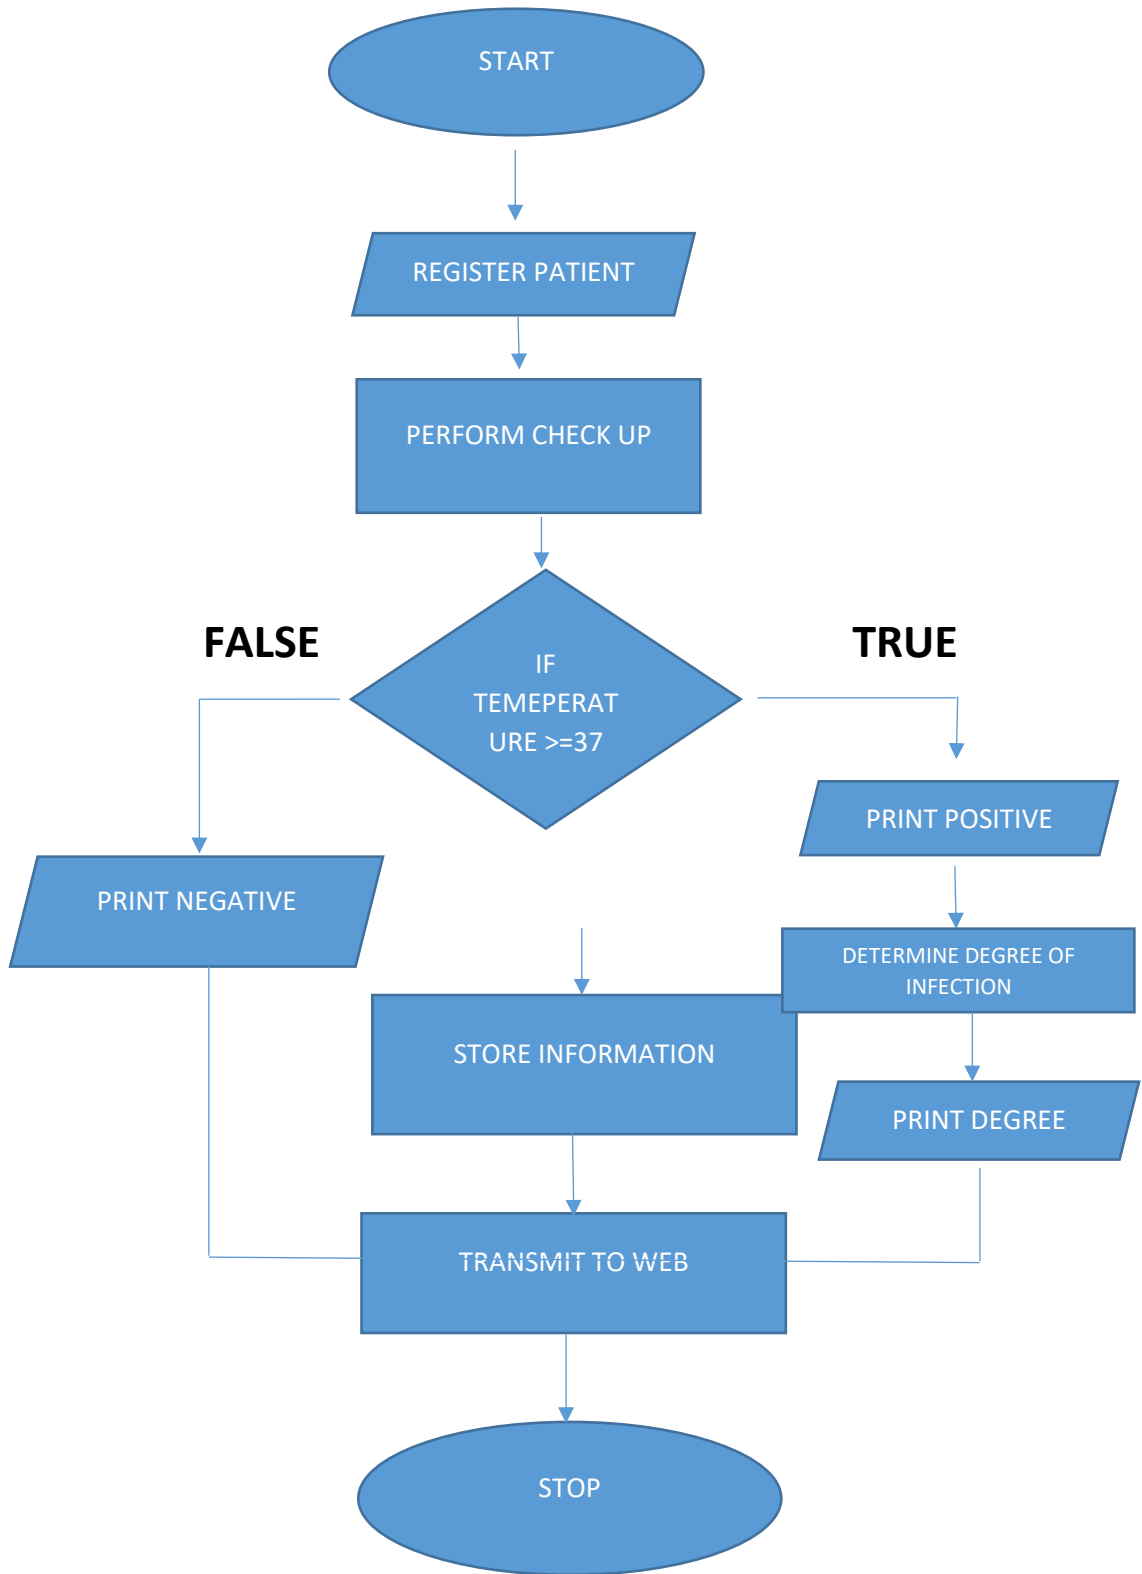 START
REGISTER PATIENT
PERFORM CHECK UP
FALSE
TRUE
IF
TEMEPERAT
URE >=37
PRINT POSITIVE
PRINT NEGATIVE
DETERMINE DEGREE OF
INFECTION
STORE INFORMATION
PRINT DEGREE
TRANSMIT TO WEB
STOP